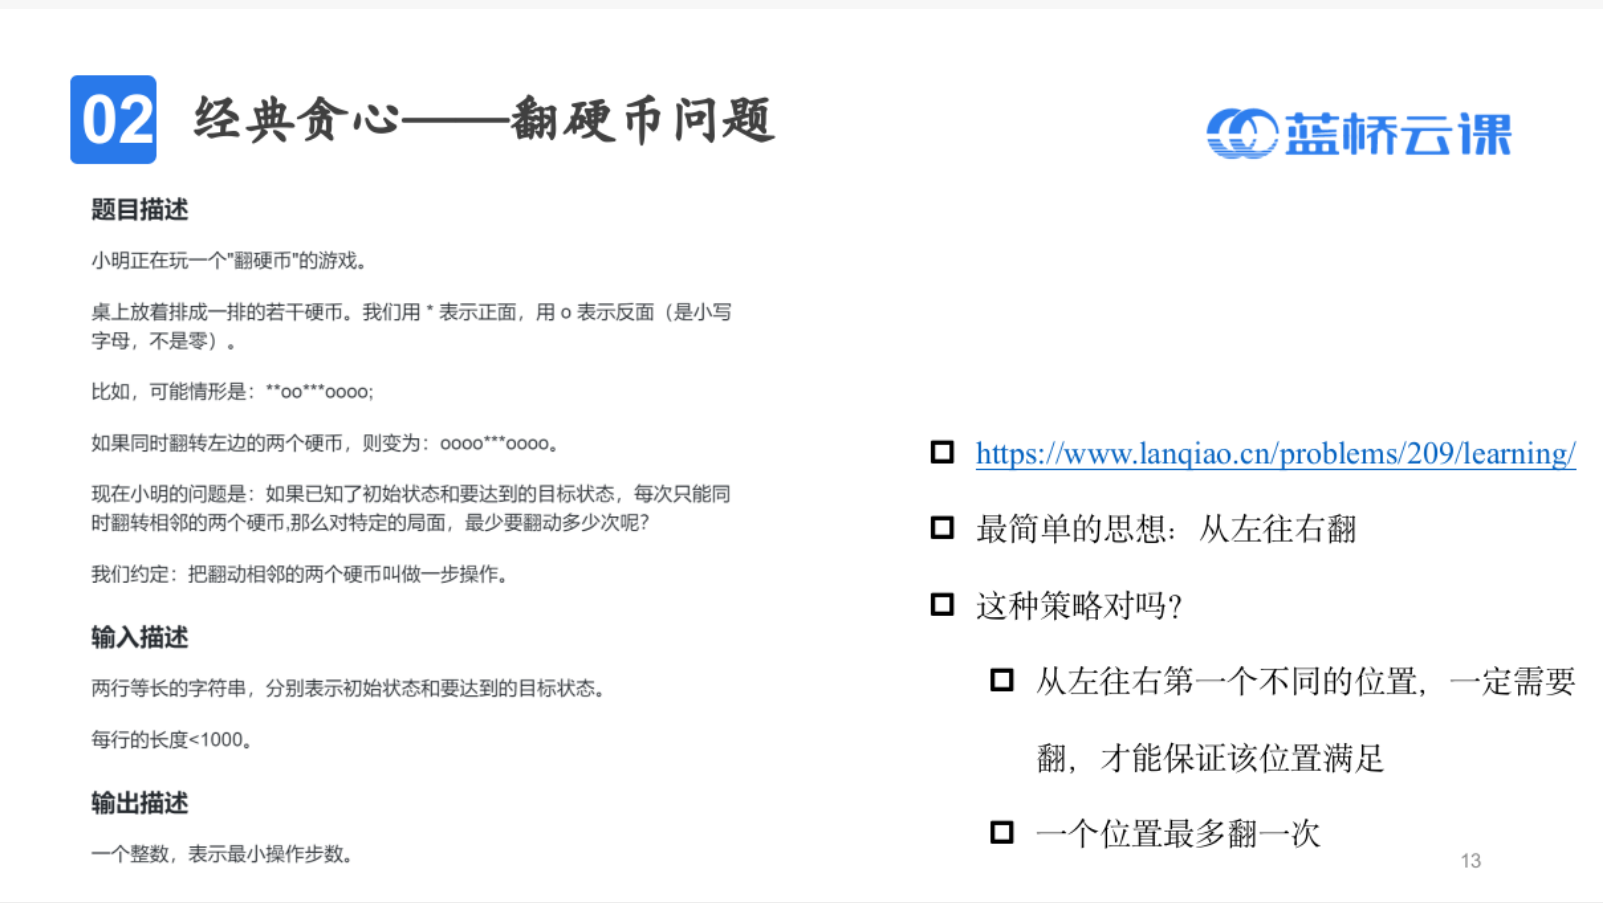 02 经典贪心——翻硬币问题
蓝桥云课
题目描述
小明正在玩一个"翻硬币"的游戏。
桌上放着排成一排的若干硬币。我们用 * 表示正面，用 o 表示反面（是小写
字母，不是零）。
比如，可能情形是：**oo***oooo;
如果同时翻转左边的两个硬币，则变为：oooo***oooo。
现在小明的问题是：如果已知了初始状态和要达到的目标状态，每次只能同
时翻转相邻的两个硬币,那么对特定的局面，最少要翻动多少次呢？
我们约定：把翻动相邻的两个硬币叫做一步操作。
输入描述
两行等长的字符串，分别表示初始状态和要达到的目标状态。
每行的长度<1000。
输出描述
一个整数，表示最小操作步数。
https://www.lanqiao.cn/problems/209/learning/
最简单的思想：从左往右翻
这种策略对吗？
从左往右第一个不同的位置，一定需要
翻，才能保证该位置满足
一个位置最多翻一次
13